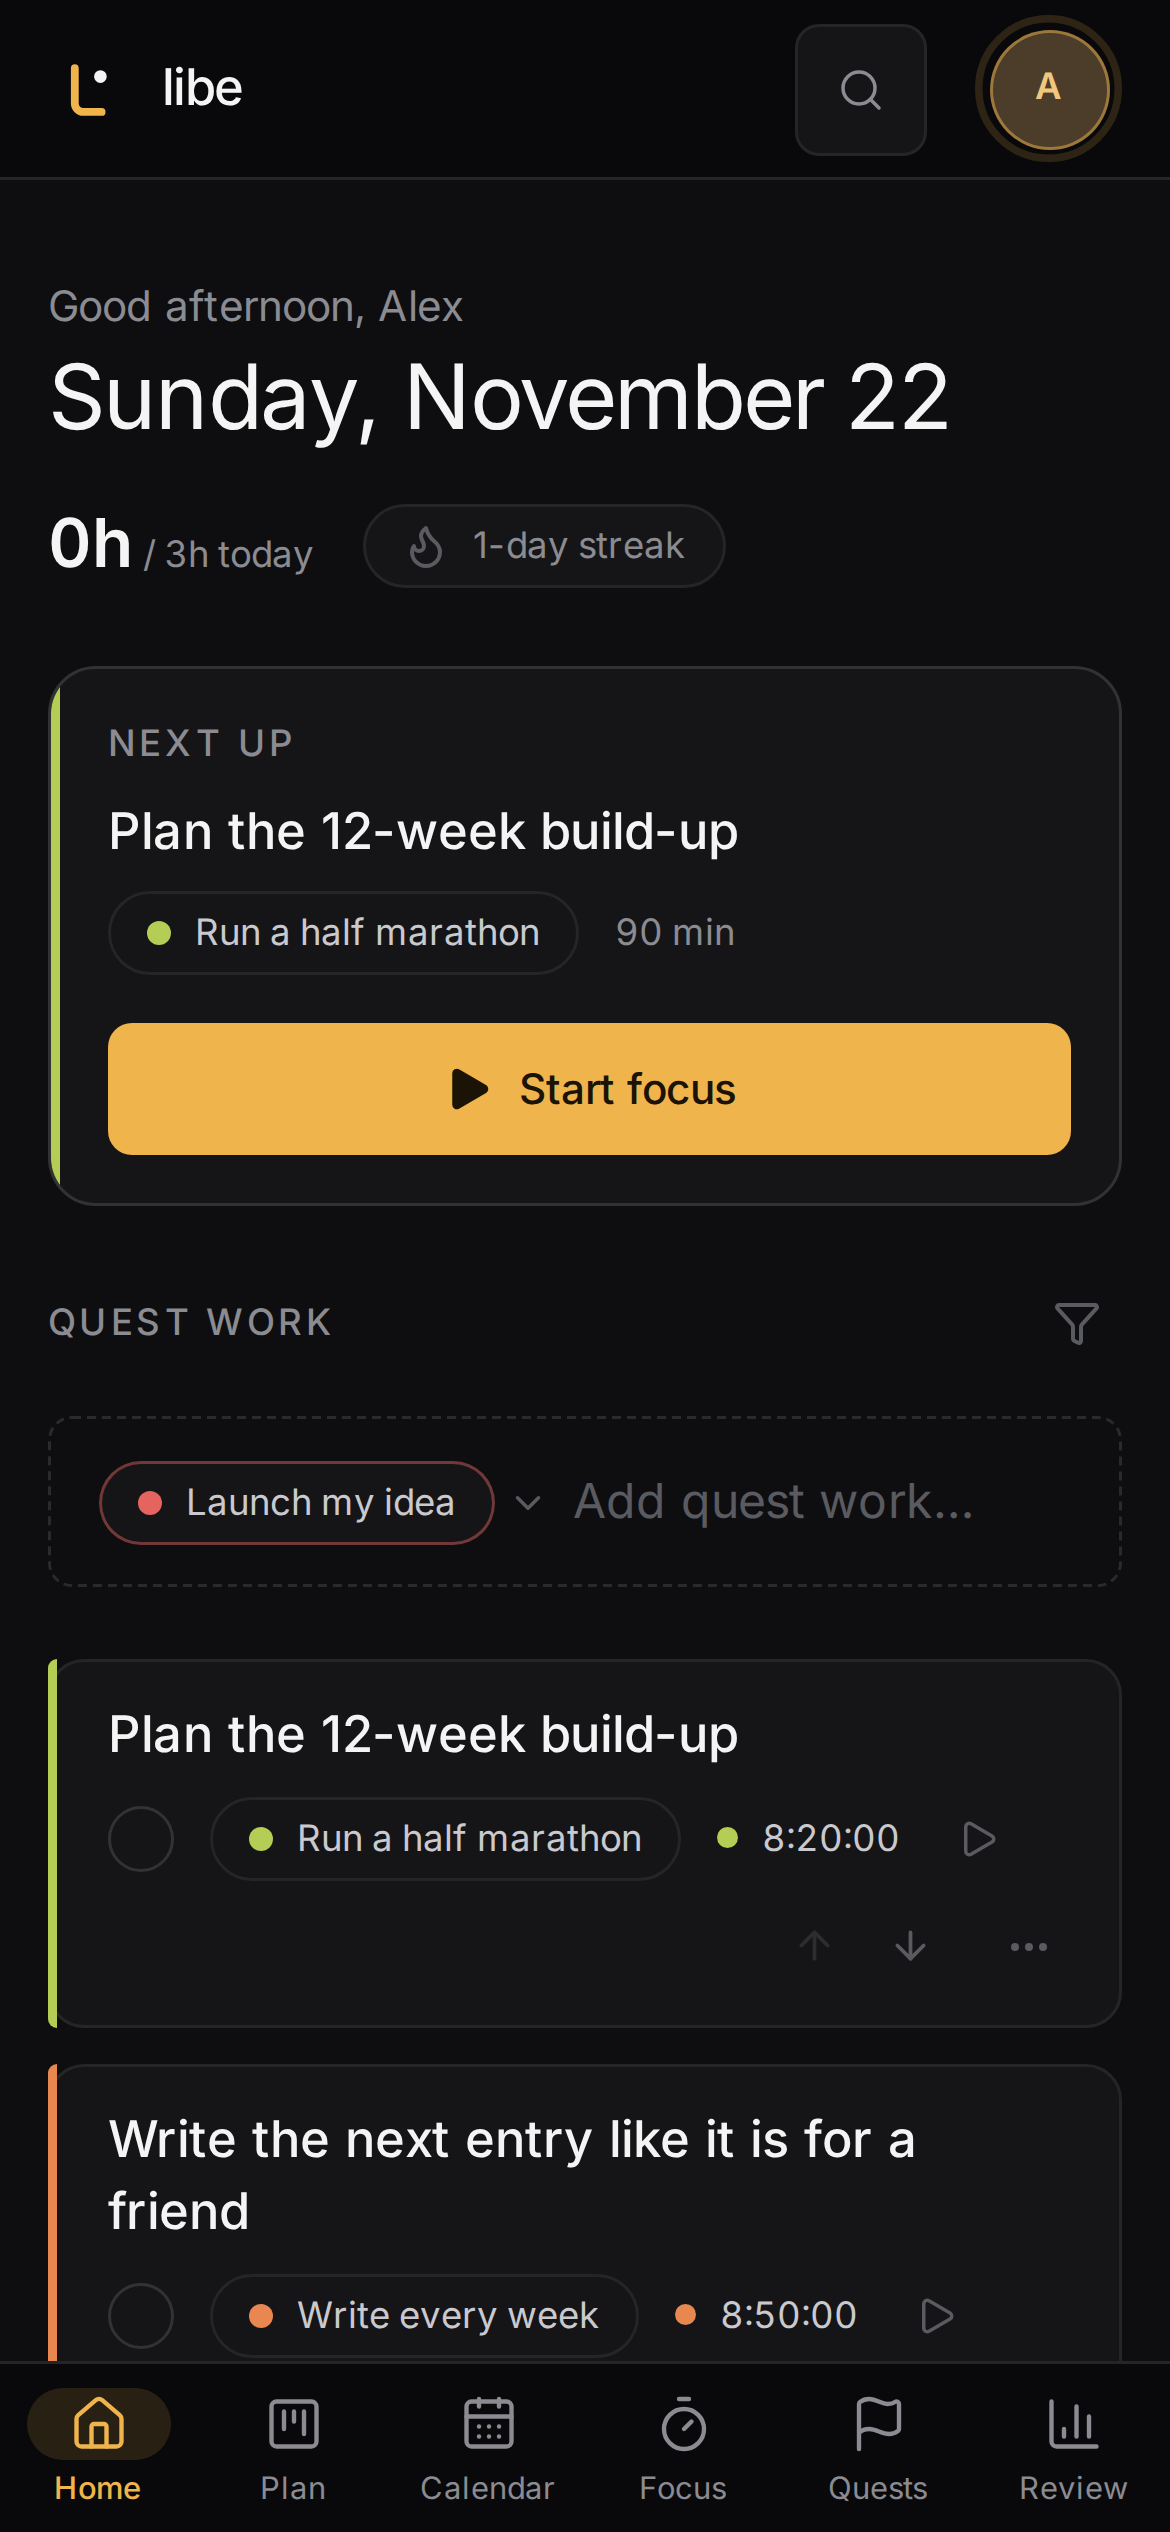 libe
A
Good afternoon, Alex
Sunday, November 22
0h / 3h today
1-day streak
NEXT UP
Plan the 12-week build-up
Run a half marathon
90 min
Start focus
QUEST WORK
Launch my idea
Add quest work...
Plan the 12-week build-up
Run a half marathon
8:20:00
Write the next entry like it is for a
friend
Write every week
8:50:00
Home
Plan
Calendar
Focus
Quests
Review